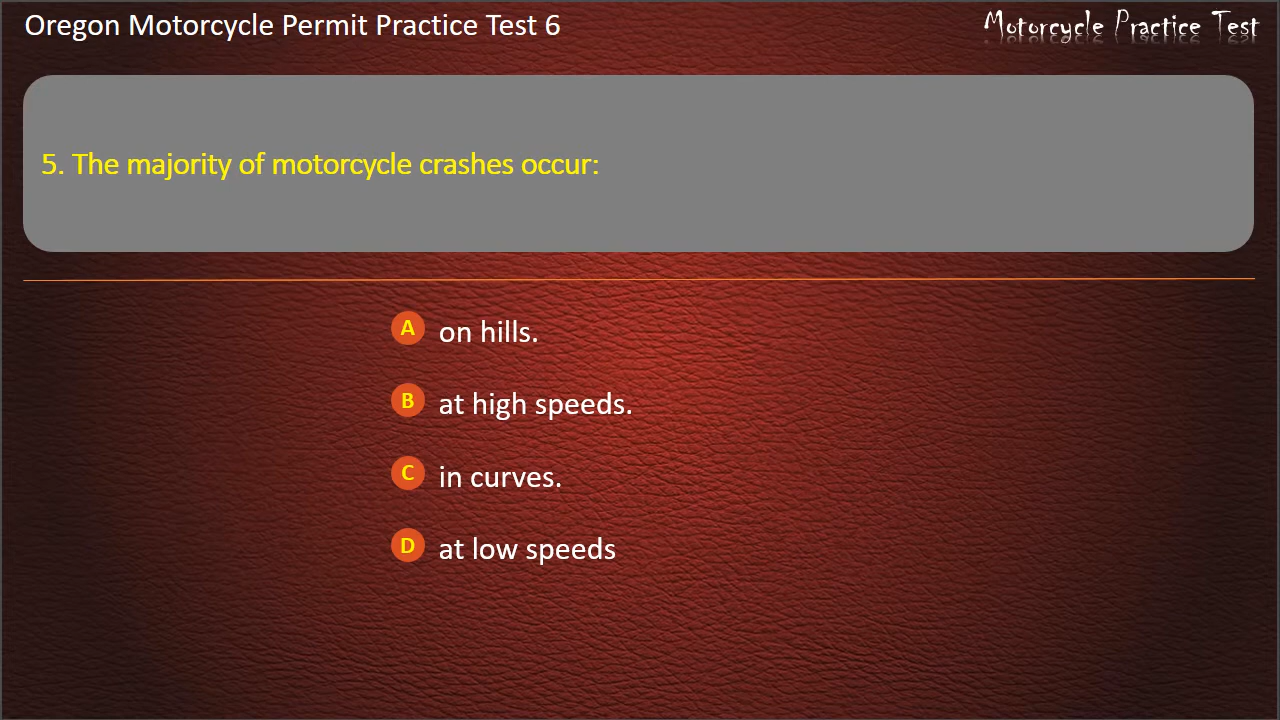 Oregon Motorcycle Permit Practice Test 6
Motorcycle Practice Test
5. The majority of motorcycle crashes occur:
A on hills.
B at high speeds.
C in curves.
D at low speeds